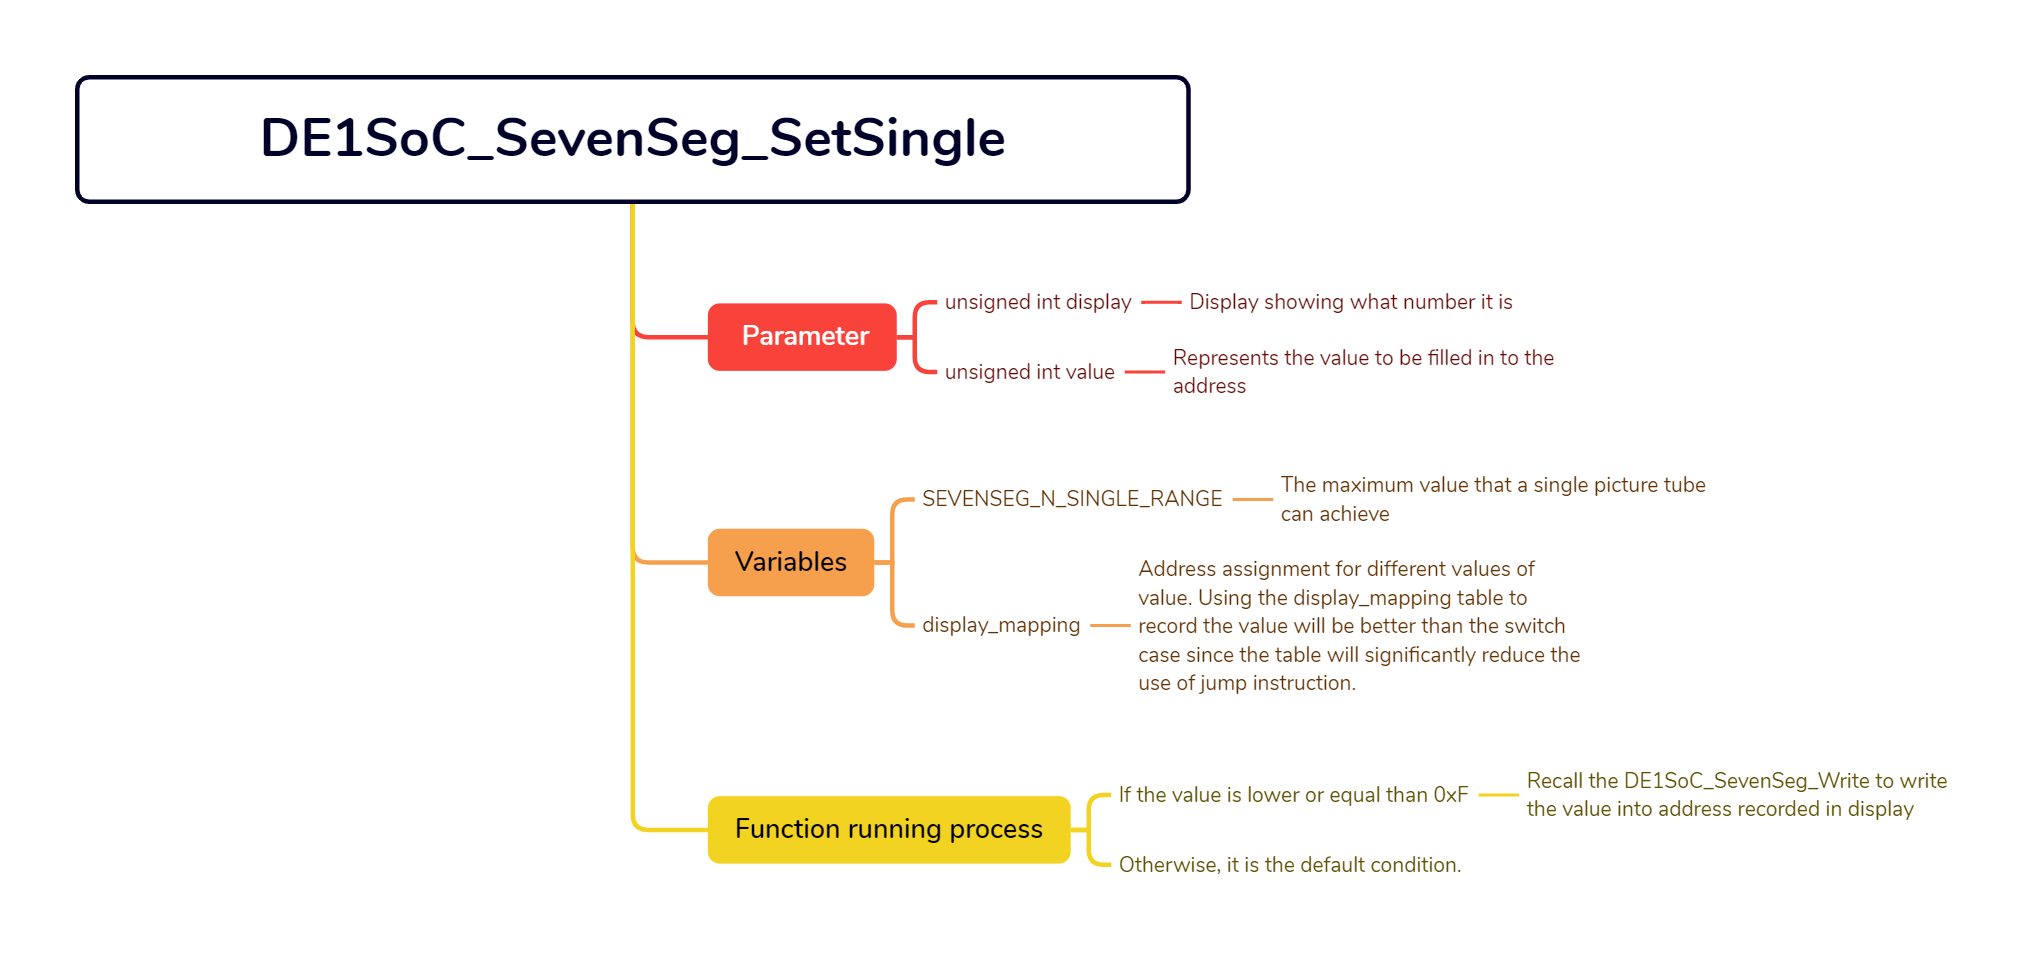 DE1SoC_SevenSeg_SetSingle
Parameter
unsigned int display
Display showing what number it is
unsigned int value
Represents the value to be filled in to the
address
Variables
SEVENSEG_N_SINGLE_RANGE
The maximum value that a single picture tube
can achieve
display_mapping
Address assignment for different values of
value. Using the display_mapping table to
record the value will be better than the switch
case since the table will significantly reduce the
use of jump instruction.
Function running process
If the value is lower or equal than 0xF
Recall the DE1SoC_SevenSeg_Write to write
the value into address recorded in display
Otherwise, it is the default condition.